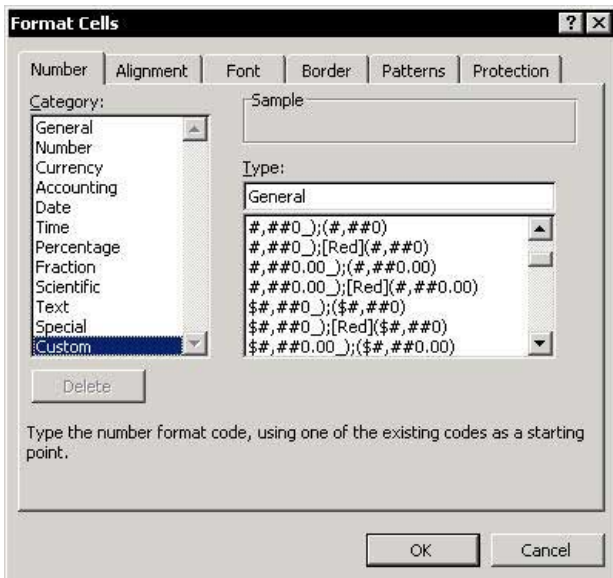 Format Cells
Number Alignment Font Border Patterns Protection
Category:
General
Number
Currency
Accounting
Date
Time
Percentage
Fraction
Scientific
Text
Special
Custom
Delete
Sample
Type:
General
#,##0_);(#,##0)
#,##0_);[Red](#,##0)
#,##0.00_);(#,##0.00)
#,##0.00_);[Red](#,##0.00)
$#,##0_);($#,##0)
$#,##0_);[Red]($#,##0)
$#,##0.00_);($#,##0.00)
Type the number format code, using one of the existing codes as a starting
point.
OK Cancel